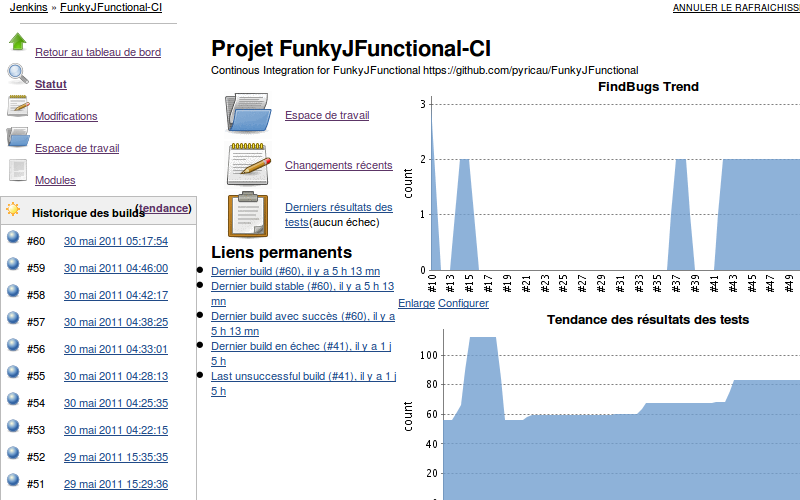 Jenkins » FunkyJFunctional-CI
ANNULER LE RAFRAICHISS
Retour au tableau de bord
Statut
Modifications
Espace de travail
Modules
Historique des builds
(tendance)
#60 30 mai 2011 05:17:54
#59 30 mai 2011 04:46:00
#58 30 mai 2011 04:42:17
#57 30 mai 2011 04:38:25
#56 30 mai 2011 04:33:01
#55 30 mai 2011 04:28:13
#54 30 mai 2011 04:25:35
#53 30 mai 2011 04:22:15
#52 29 mai 2011 15:35:35
#51 29 mai 2011 15:29:36
Projet FunkyJFunctional-CI
Continous Integration for FunkyJFunctional https://github.com/pyricau/FunkyJFunctional
Espace de travail
Changements récents
Derniers résultats des
tests(aucun échec)
Liens permanents
Dernier build (#60), il y a 5 h 13 mn
Dernier build stable (#60), il y a 5 h 13
mn
Dernier build avec succès (#60), il y a
5 h 13 mn
Dernier build en échec (#41), il y a 1 j
5 h
Last unsuccessful build (#41), il y a 1 j
5 h
FindBugs Trend
count
3
2
1
0
#10 #13 #15 #17 #19 #21 #23 #25 #27 #29 #31 #33 #35 #37 #39 #41 #43 #45 #47 #49
Enlarge Configurer
Tendance des résultats des tests
count
100
80
60
40
20